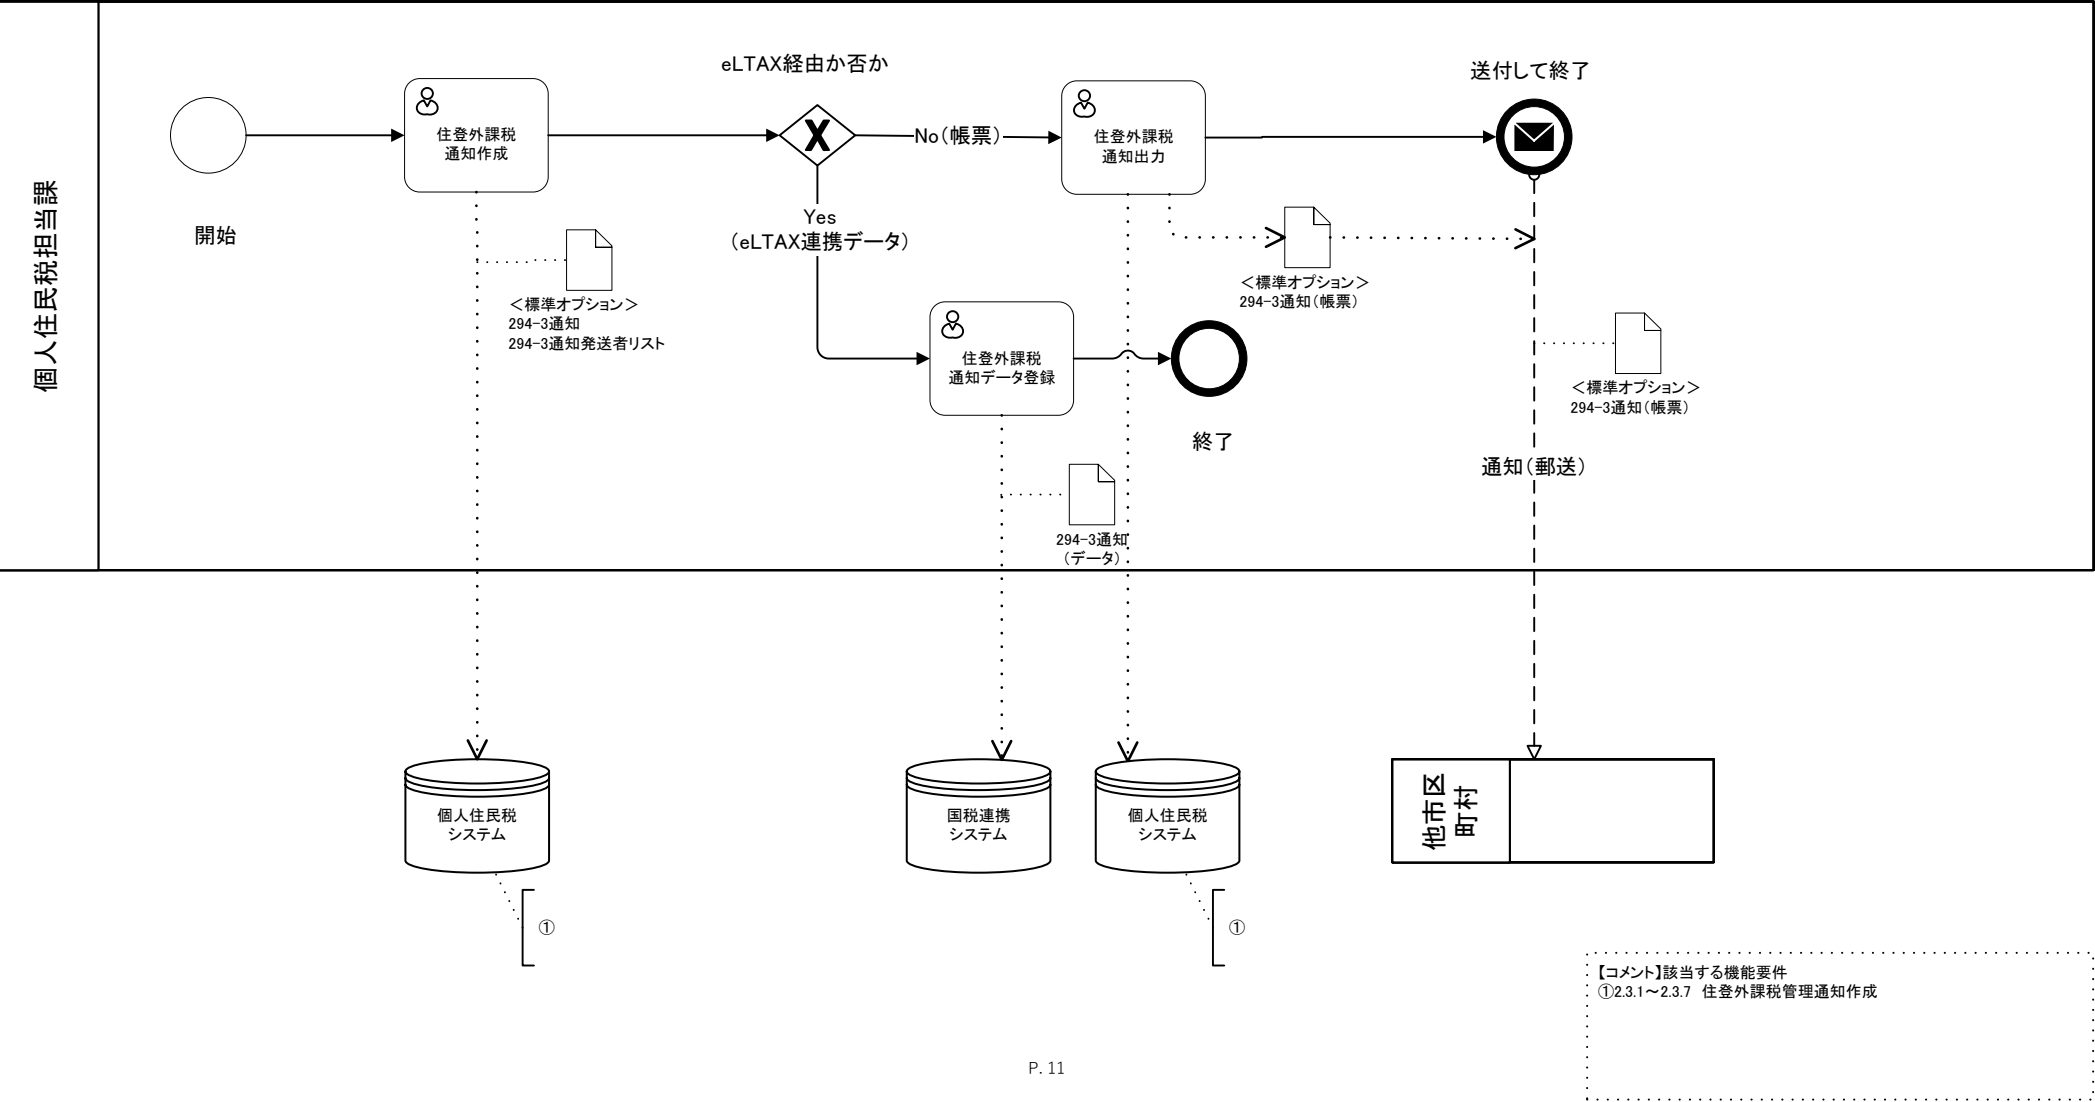 個人住民税担当課
開始
住登外課税
通知作成
＜標準オプション＞
294-3通知
294-3通知発送者リスト
eLTAX経由か否か
No（帳票）
Yes
（eLTAX連携データ）
住登外課税
通知出力
送付して終了
＜標準オプション＞
294-3通知（帳票）
住登外課税
通知データ登録
終了
＜標準オプション＞
294-3通知（帳票）
通知（郵送）
294-3通知
（データ）
個人住民税
システム
国税連携
システム
個人住民税
システム
他市区
町村
①
①
【コメント】該当する機能要件
①2.3.1～2.3.7　住登外課税管理通知作成
P. 11